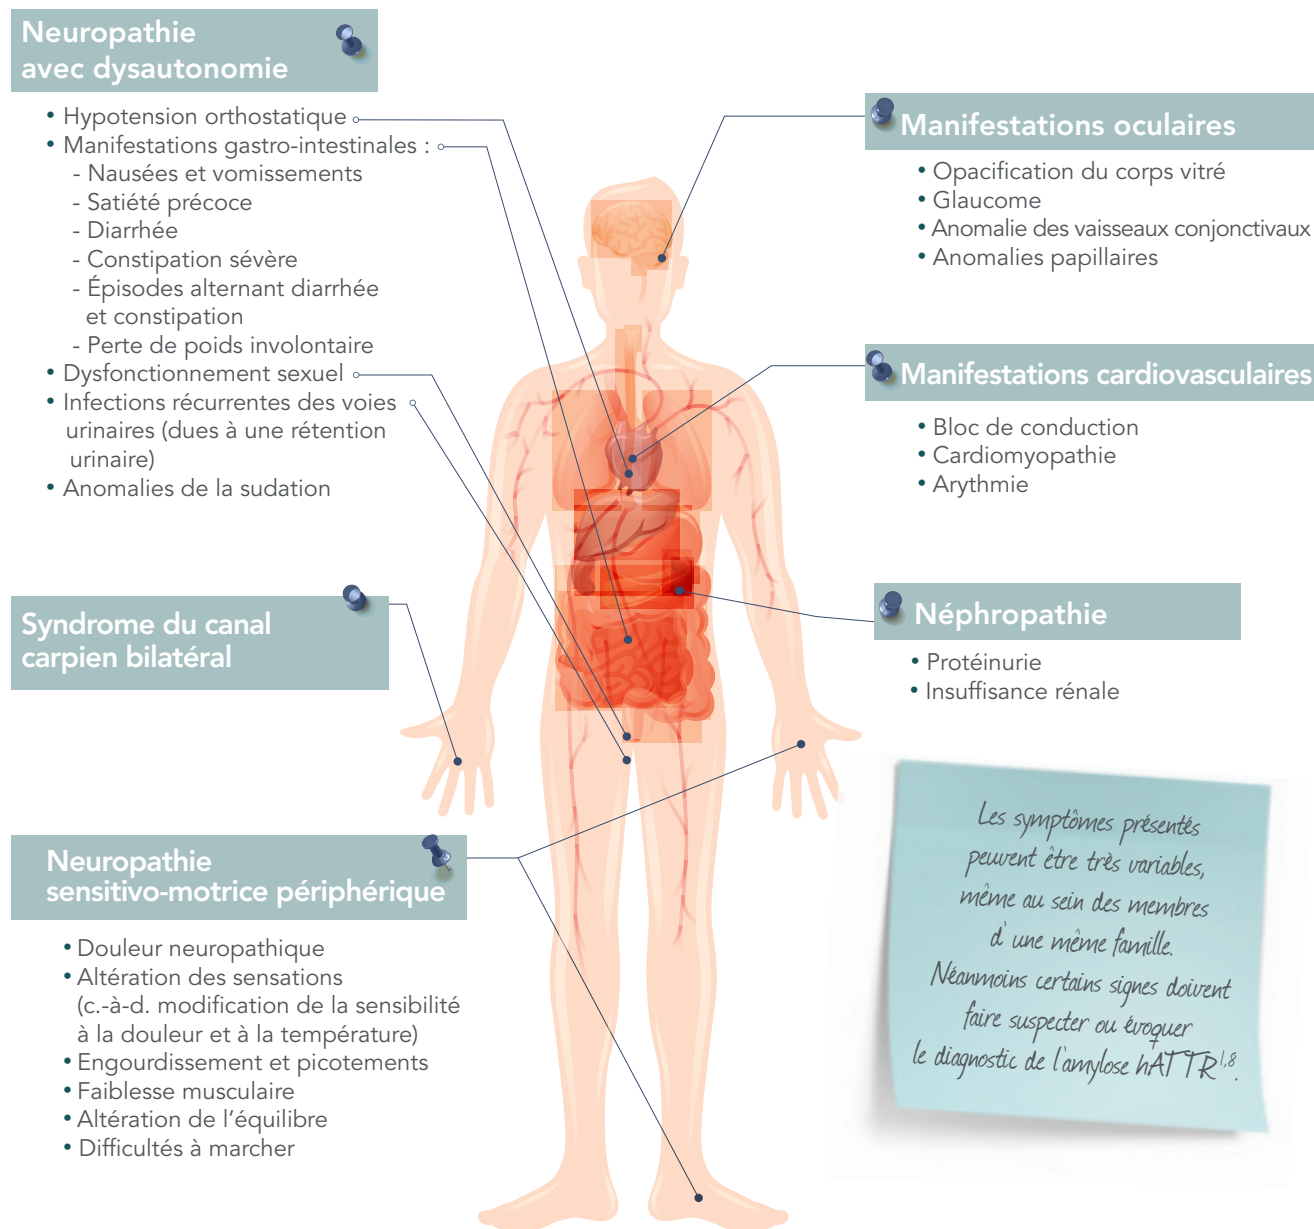 Neuropathie
avec dysautonomie
• Hypotension orthostatique
• Manifestations gastro-intestinales :
- Nausées et vomissements
- Satiété précoce
- Diarrhée
- Constipation sévère
- Épisodes alternant diarrhée
et constipation
- Perte de poids involontaire
• Dysfonctionnement sexuel
• Infections récurrentes des voies
urinaires (dues à une rétention
urinaire)
• Anomalies de la sudation
Syndrome du canal
carpien bilatéral
Neuropathie
sensitivo-motrice périphérique
• Douleur neuropathique
• Altération des sensations
(c.-à-d. modification de la sensibilité
à la douleur et à la température)
• Engourdissement et picotements
• Faiblesse musculaire
• Altération de l’équilibre
• Difficultés à marcher
Manifestations oculaires
• Opacification du corps vitré
• Glaucome
• Anomalie des vaisseaux conjonctivaux
• Anomalies papillaires
Manifestations cardiovasculaires
• Bloc de conduction
• Cardiomyopathie
• Arythmie
Néphropathie
• Protéinurie
• Insuffisance rénale
Les symptômes présentés
peuvent être très variables,
même au sein des membres
d' une même famille.
Néanmoins certains signes doivent
faire suspecter ou évoquer
le diagnostic de l'amylose hATTR1,8.